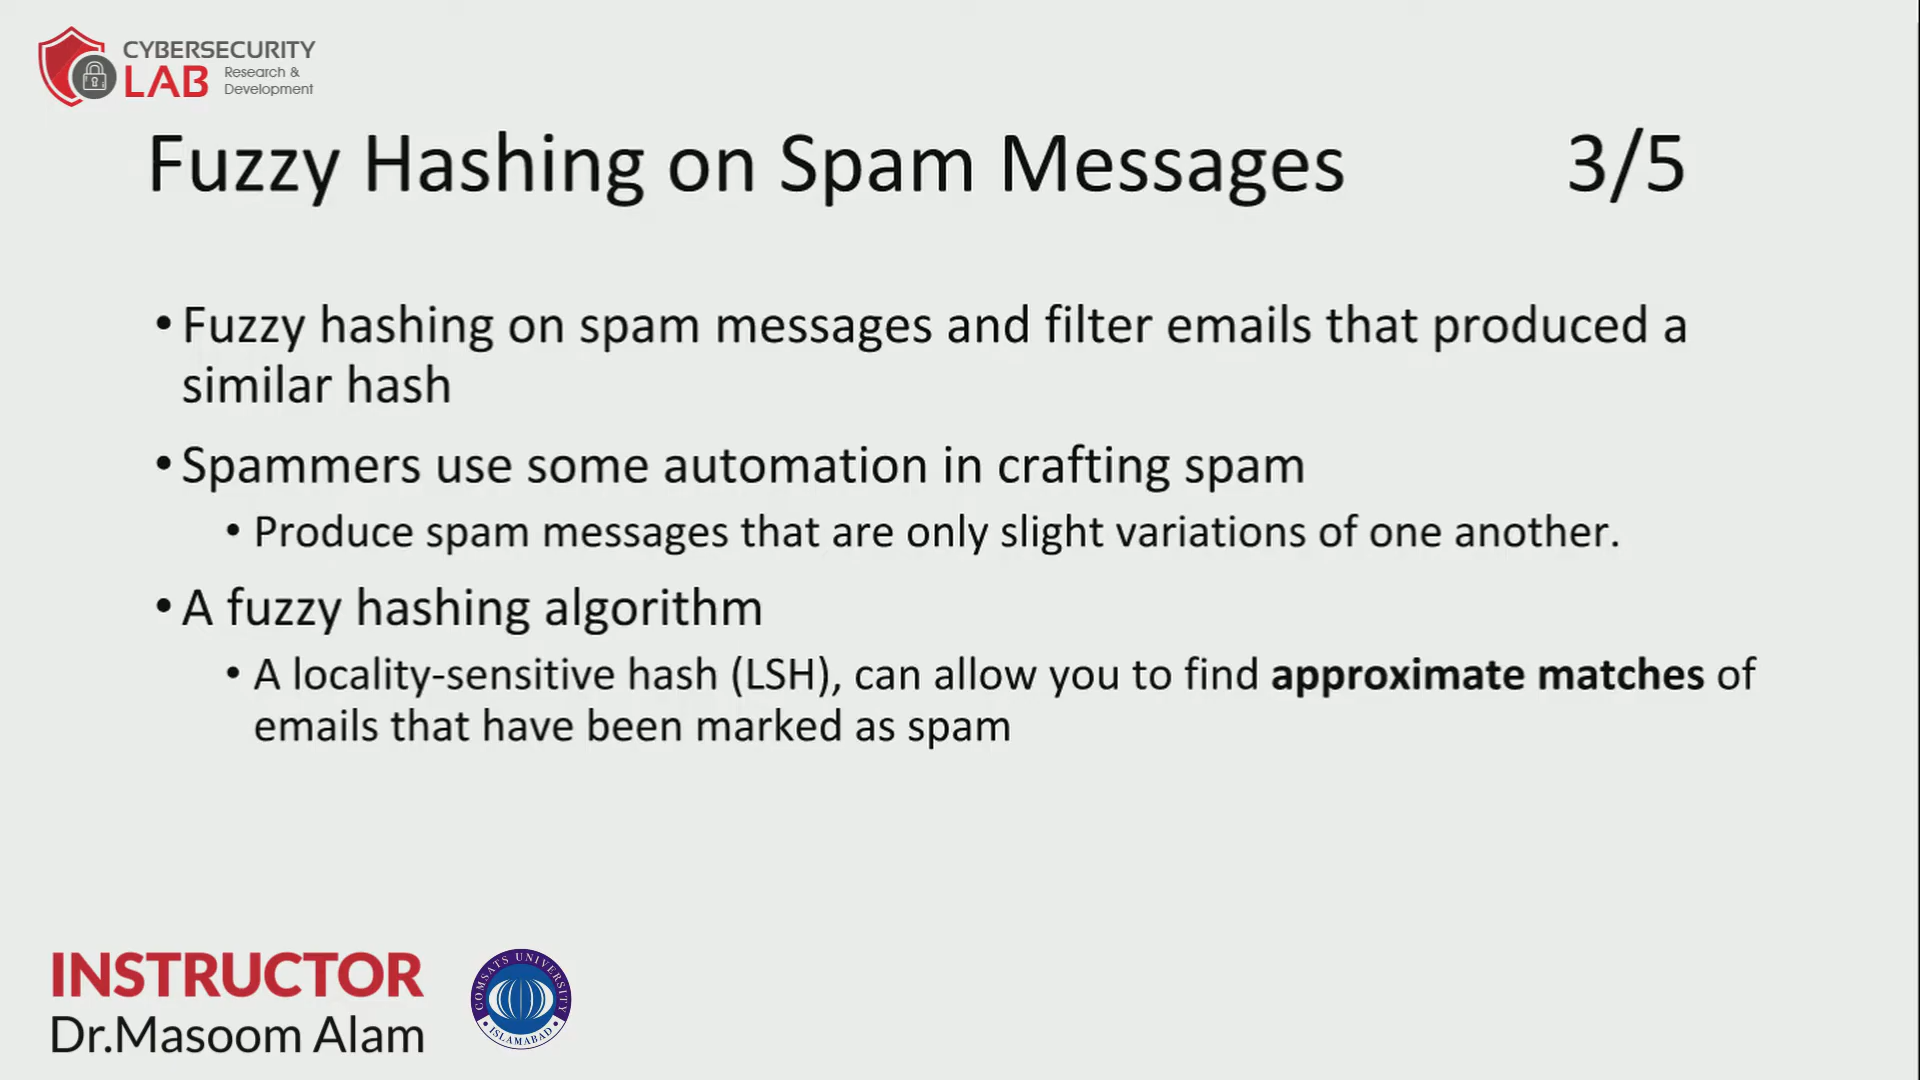 CYBERSECURITY
LAB Research &
Development
Fuzzy Hashing on Spam Messages 3/5
• Fuzzy hashing on spam messages and filter emails that produced a
similar hash
• Spammers use some automation in crafting spam
• Produce spam messages that are only slight variations of one another.
• A fuzzy hashing algorithm
• A locality-sensitive hash (LSH), can allow you to find approximate matches of
emails that have been marked as spam
INSTRUCTOR
Dr.Masoom Alam
COMSATS UNIVERSITY
ISLAMABAD